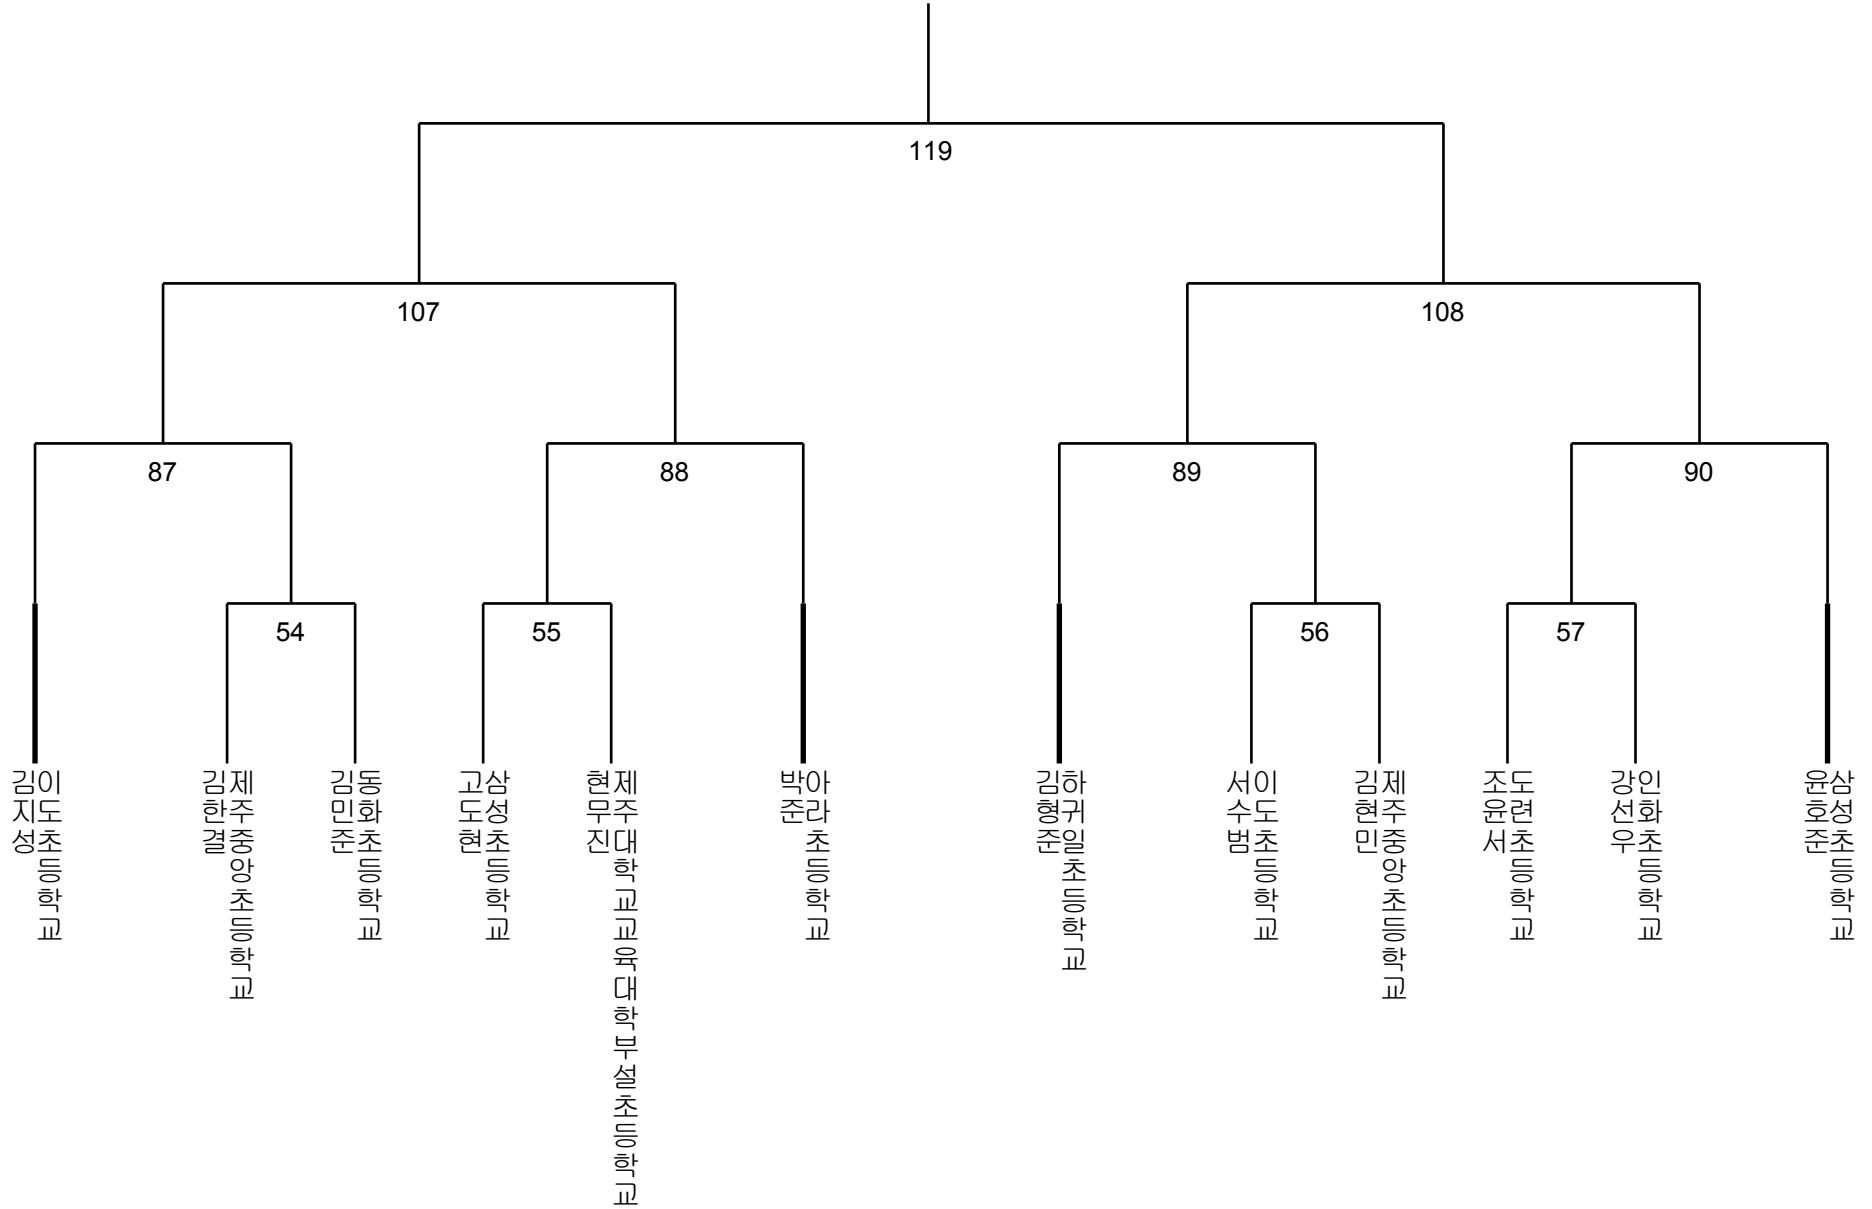 119
107
108
87
88
89
90
54
55
56
57
김지성
이도초등학교
김한결
제주중앙초등학교
김민준
동화초등학교
고도현
삼성초등학교
현무진
제주대학교교육대학부설초등학교
박준
아라초등학교
김형준
하귀일초등학교
서수범
이도초등학교
김현민
제주중앙초등학교
조윤서
도련초등학교
강선우
인화초등학교
윤호준
삼성초등학교